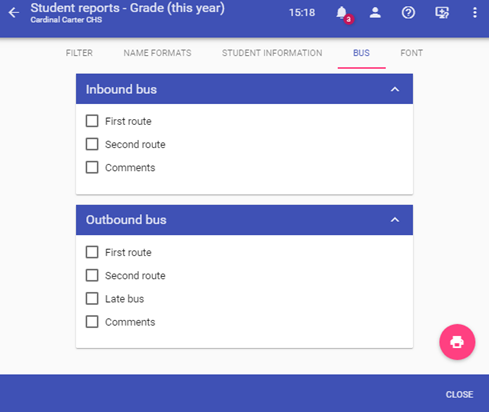 Student reports - Grade (this year)
Cardinal Carter CHS
15:18
3
FILTER
NAME FORMATS
STUDENT INFORMATION
BUS
FONT
Inbound bus
First route
Second route
Comments
Outbound bus
First route
Second route
Late bus
Comments
CLOSE